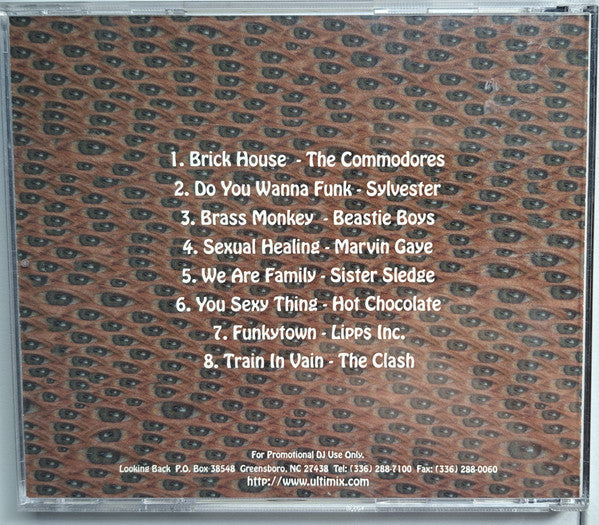 1. Brick House - The Commodores
2. Do You Wanna Funk - Sylvester
3. Brass Monkey - Beastie Boys
4. Sexual Healing - Marvin Gaye
5. We Are Family - Sister Sledge
6. You Sexy Thing - Hot Chocolate
7. Funkytown - Lipps Inc.
8. Train In Vain - The Clash
For Promotional DJ Use Only.
Looking Back P.O. Box 38548 Greensboro, NC 27438 Tel: (336) 288-7100 Fax: (336) 288-0060
http://www.ultimix.com